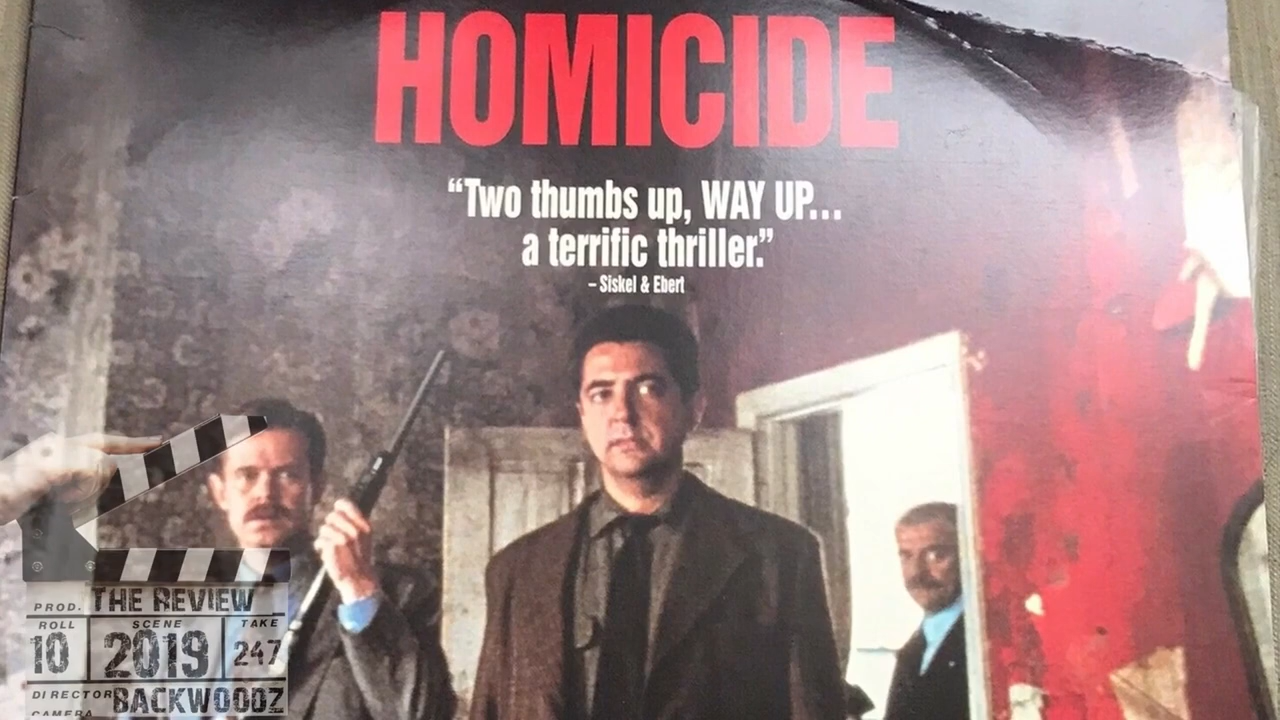 HOMICIDE
“Two thumbs up, WAY UP...
a terrific thriller.”
– Siskel & Ebert
PROD. THE REVIEW
ROLL SCENE TAKE
10 2019 247
DIRECTOR BACKWOODZ
CAMERA